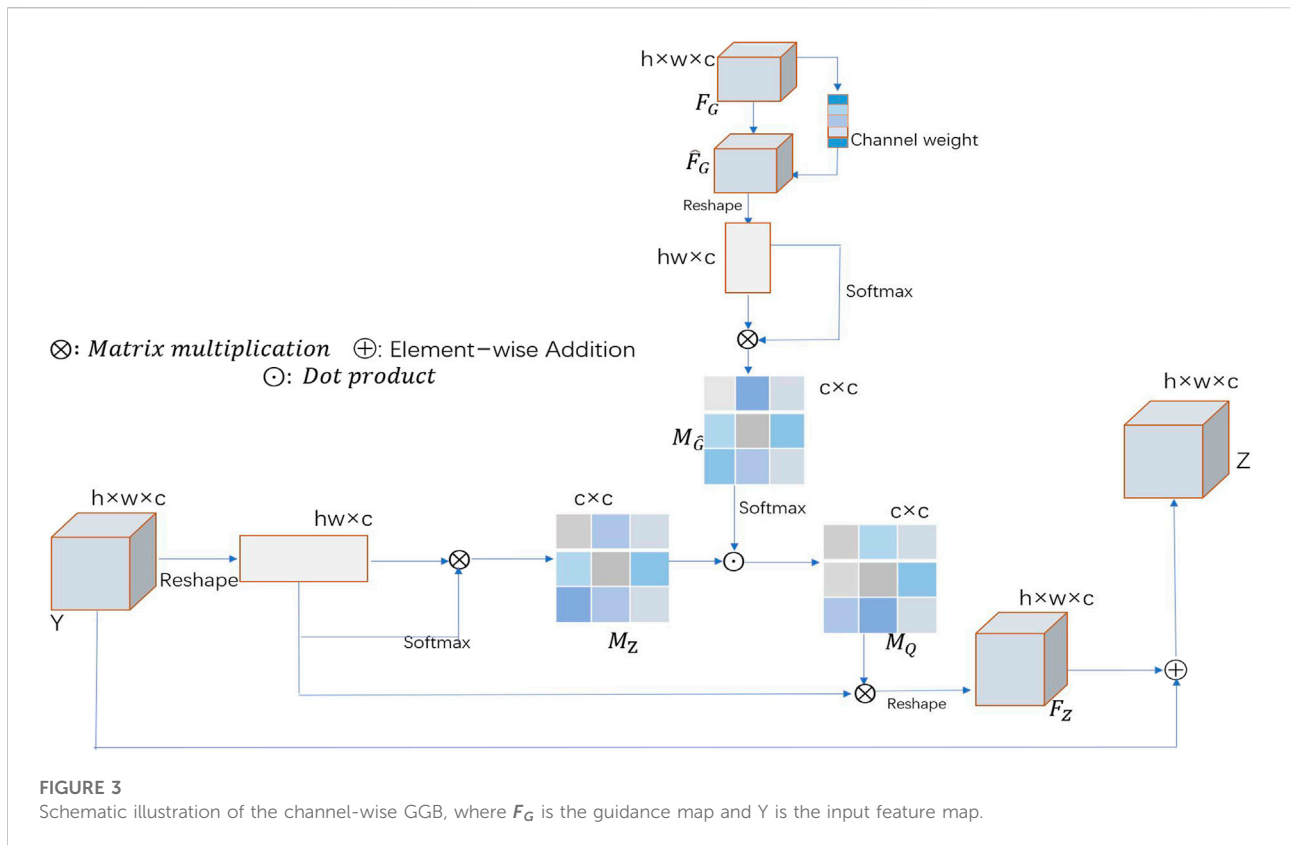 h×w×c
F_G
Channel weight
F̂_G
Reshape
hw×c
Softmax
⊗: Matrix multiplication ⊕: Element-wise Addition
⊙: Dot product
c×c
M_Ĝ
Softmax
h×w×c
Y
Reshape
hw×c
Softmax
c×c
M_Z
c×c
M_Q
Reshape
h×w×c
F_Z
h×w×c
Z
FIGURE 3
Schematic illustration of the channel-wise GGB, where F_G is the guidance map and Y is the input feature map.